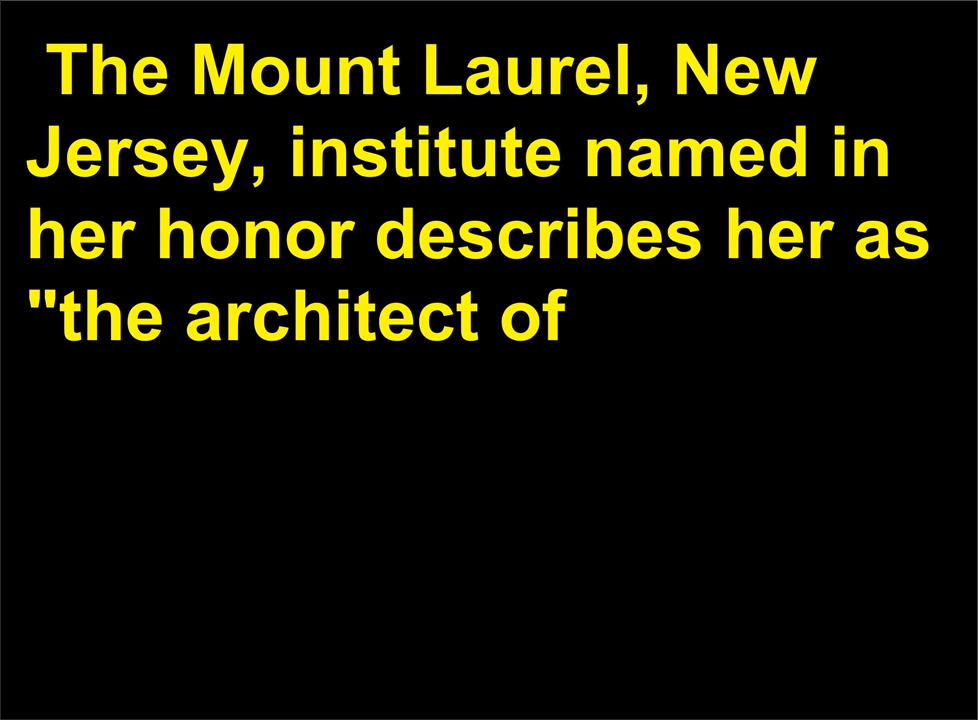 The Mount Laurel, New
Jersey, institute named in
her honor describes her as
"the architect of